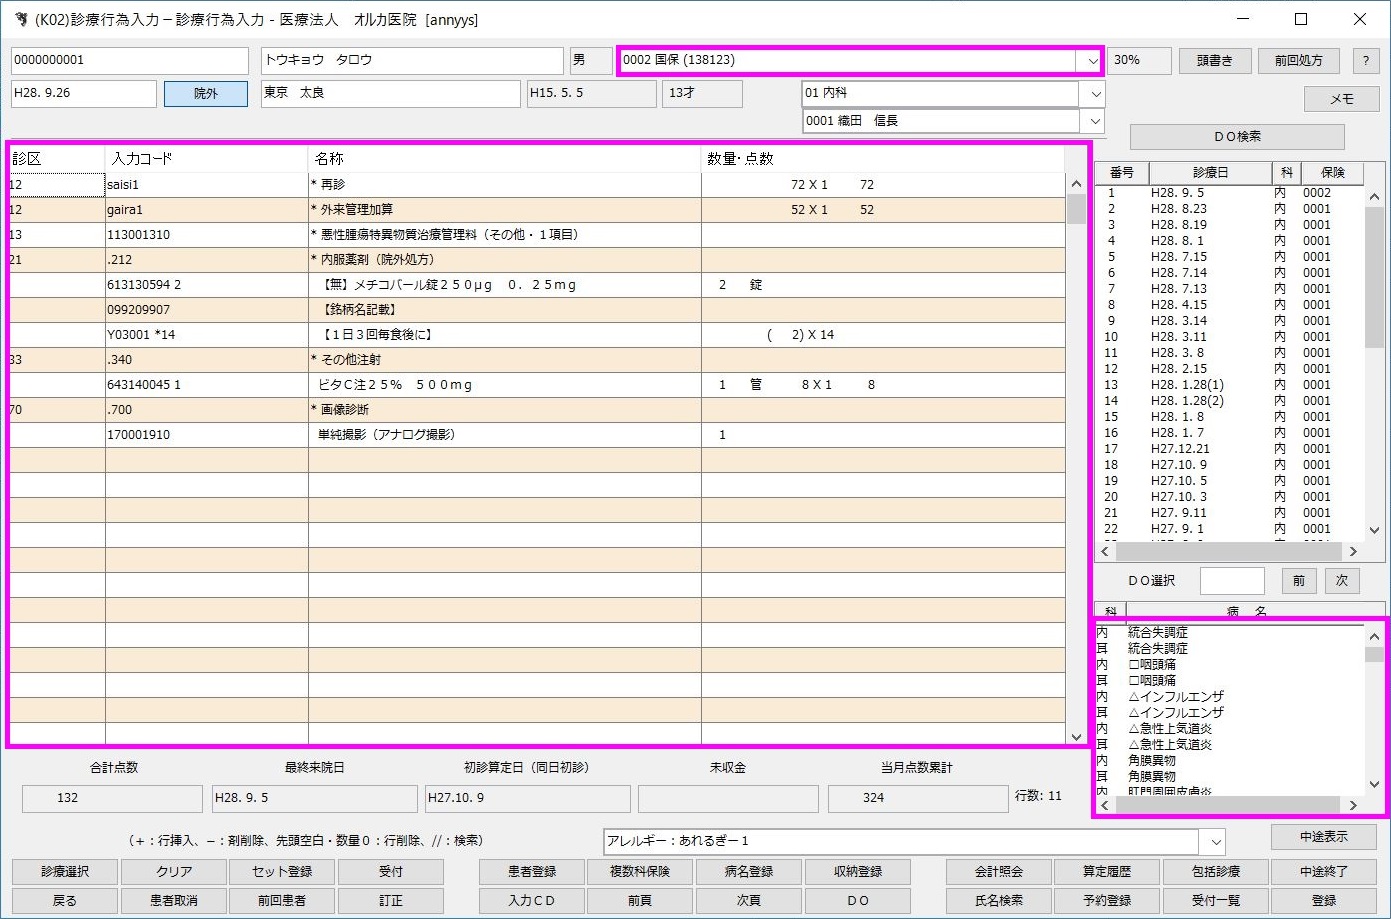 (K02)診療行為入力－診療行為入力 - 医療法人　オルカ医院  [annyys]
0000000001 トウキョウ　タロウ 男 0002 国保 (138123) 30% 頭書き 前回処方 ?
H28. 9.26 院外 東京　太良 H15. 5. 5 13才 01 内科 メモ
0001 織田　信長
ＤＯ検索
診区 入力コード 名称 数量・点数
12 saisi1 * 再診 72 X 1 72
12 gaira1 * 外来管理加算 52 X 1 52
13 113001310 * 悪性腫瘍特異物質治療管理料（その他・１項目）
21 .212 * 内服薬剤（院外処方）
613130594 2 【無】メチコバール錠２５０μｇ　０．２５ｍｇ 2 錠
099209907 【銘柄名記載】
Y03001 *14 【１日３回毎食後に】 ( 2) X 14
33 .340 * その他注射
643140045 1 ビタＣ注２５％　５００ｍｇ 1 管 8 X 1 8
70 .700 * 画像診断
170001910 単純撮影（アナログ撮影） 1
番号 診療日 科 保険
1 H28. 9. 5 内 0002
2 H28. 8.23 内 0001
3 H28. 8.19 内 0001
4 H28. 8. 1 内 0001
5 H28. 7.15 内 0001
6 H28. 7.14 内 0001
7 H28. 7.13 内 0001
8 H28. 4.15 内 0001
9 H28. 3.14 内 0001
10 H28. 3.11 内 0001
11 H28. 3. 8 内 0001
12 H28. 2.15 内 0001
13 H28. 1.28(1) 内 0001
14 H28. 1.28(2) 内 0001
15 H28. 1. 8 内 0001
16 H28. 1. 7 内 0001
17 H27.12.21 内 0001
18 H27.10. 9 内 0001
19 H27.10. 5 内 0001
20 H27.10. 3 内 0001
21 H27. 9.11 内 0001
22 H27. 9. 1 内 0001
ＤＯ選択 前 次
科 病　名
内 統合失調症
耳 統合失調症
内 □咽頭痛
耳 □咽頭痛
内 △インフルエンザ
耳 △インフルエンザ
内 △急性上気道炎
耳 △急性上気道炎
内 角膜異物
耳 角膜異物
内 肛門周囲皮膚炎
合計点数 最終来院日 初診算定日（同日初診） 未収金 当月点数累計
132 H28. 9. 5 H27.10. 9 324 行数: 11
（+：行挿入、－：剤削除、先頭空白・数量０：行削除、//：検索） アレルギー：あれるぎー１ 中途表示
診療選択 クリア セット登録 受付 患者登録 複数科保険 病名登録 収納登録 会計照会 算定履歴 包括診療 中途終了
戻る 患者取消 前回患者 訂正 入力ＣＤ 前頁 次頁 ＤＯ 氏名検索 予約登録 受付一覧 登録